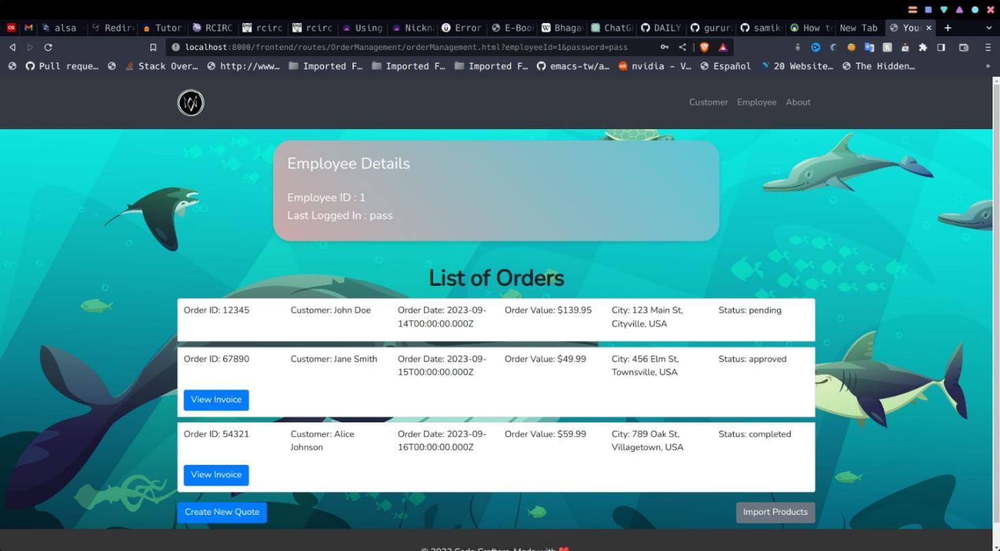 OS alsa Redire Tutor RCIRC rcirc rcirc Using Nickn Error E-Boo Bhaga ChatG DAILY- gurur samik How t New Tab You × +
localhost:8000/frontend/routes/OrderManagement/orderManagement.html?employeeId=1&password=pass
Pull reque… Stack Over… http://www… Imported F… Imported F… Imported F… emacs-tw/a… nvidia - V… Español 20 Website… The Hidden… »
Customer Employee About
Employee Details
Employee ID : 1
Last Logged In : pass
List of Orders
Order ID: 12345 Customer: John Doe Order Date: 2023-09- Order Value: $139.95 City: 123 Main St, Status: pending
14T00:00:00.000Z Cityville, USA
Order ID: 67890 Customer: Jane Smith Order Date: 2023-09- Order Value: $49.99 City: 456 Elm St, Status: approved
15T00:00:00.000Z Townsville, USA
View Invoice
Order ID: 54321 Customer: Alice Order Date: 2023-09- Order Value: $59.99 City: 789 Oak St, Status: completed
Johnson 16T00:00:00.000Z Villagetown, USA
View Invoice
Create New Quote Import Products
© 2023 Code Crafters. Made with ❤